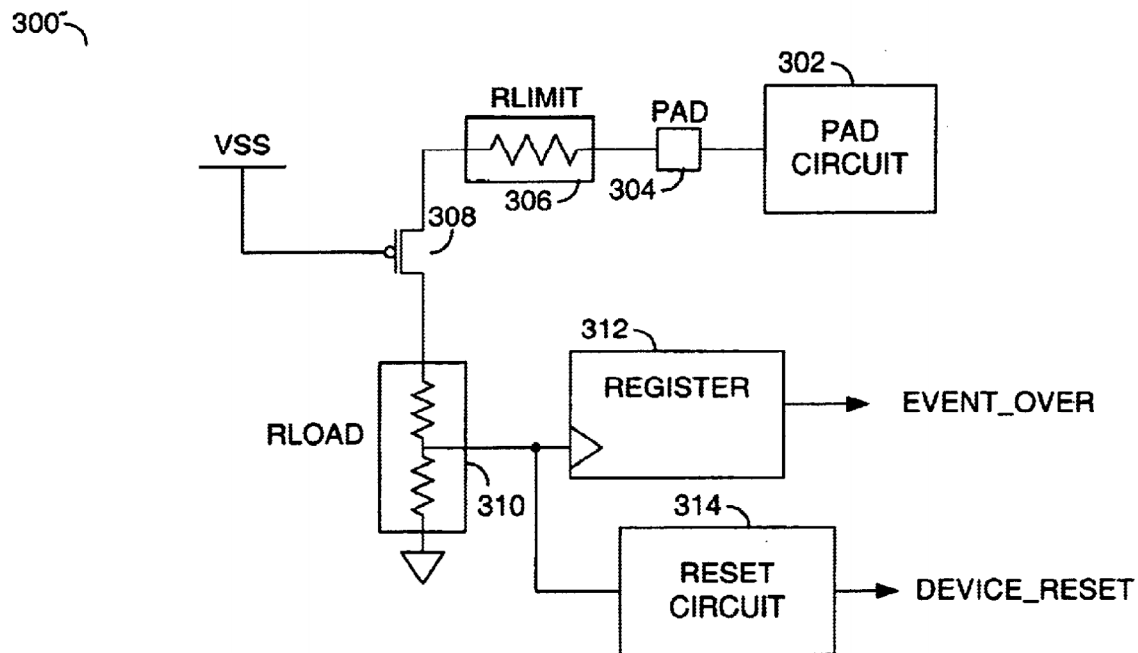 300
302
RLIMIT
PAD
PAD
CIRCUIT
VSS
306
304
308
312
REGISTER
EVENT_OVER
RLOAD
310
314
RESET
CIRCUIT
DEVICE_RESET